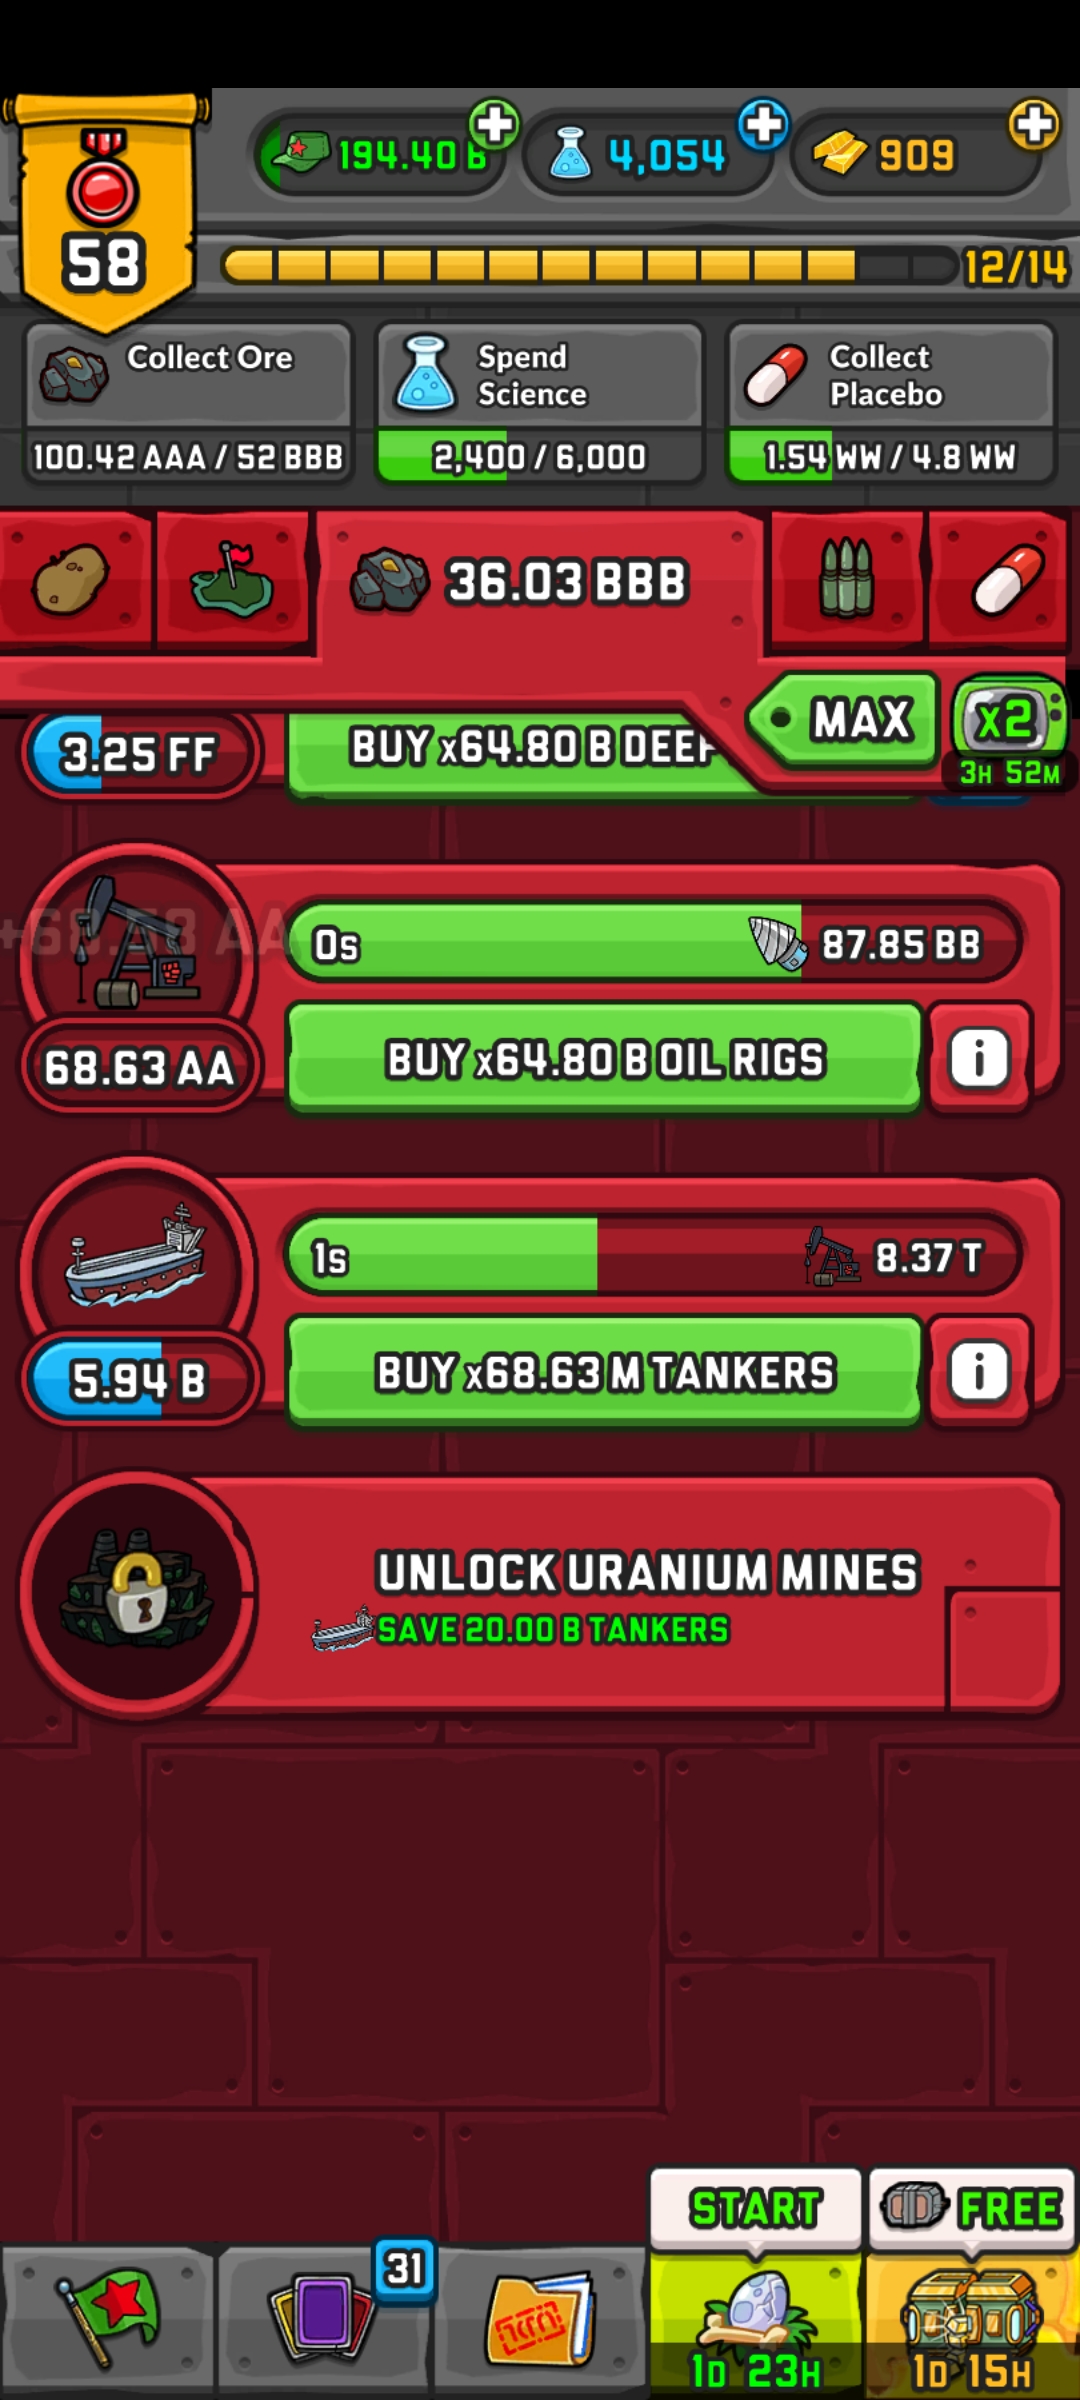 194.40 B
4,054
909
58
12/14
Collect Ore
100.42 AAA / 52 BBB
Spend
Science
2,400 / 6,000
Collect
Placebo
1.54 WW / 4.8 WW
36.03 BBB
MAX
x2
3H 52M
3.25 FF
BUY x64.80 B DEEP
+68.58 AA
0s
87.85 BB
68.63 AA
BUY x64.80 B OIL RIGS
i
1s
8.37 T
5.94 B
BUY x68.63 M TANKERS
i
UNLOCK URANIUM MINES
SAVE 20.00 B TANKERS
START
FREE
31
1D 23H
1D 15H